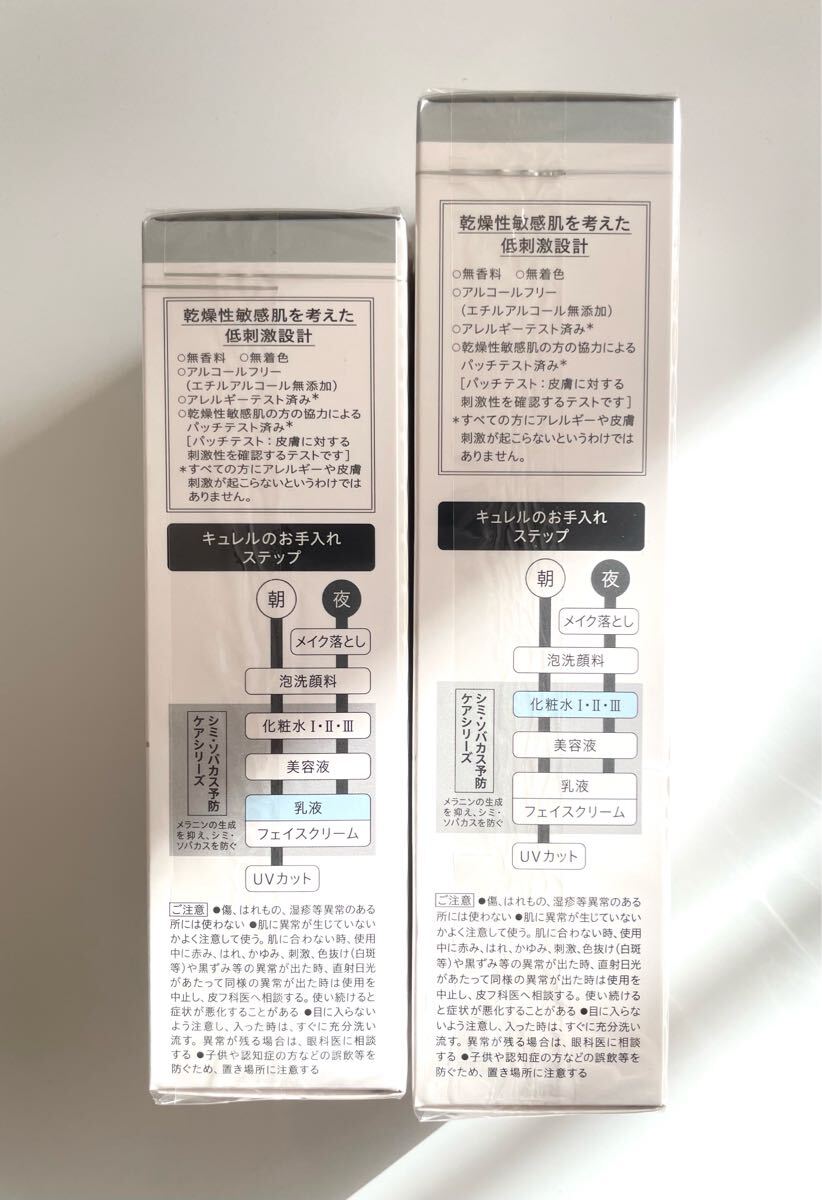 乾燥性敏感肌を考えた
低刺激設計
○無香料 ○無着色
○アルコールフリー
(エチルアルコール無添加)
○アレルギーテスト済み*
○乾燥性敏感肌の方の協力による
パッチテスト済み*
[パッチテスト:皮膚に対する
刺激性を確認するテストです]
*すべての方にアレルギーや皮膚
刺激が起こらないというわけでは
ありません。
キュレルのお手入れ
ステップ
朝
夜
メイク落とし
泡洗顔料
シミ・ソバカス予防
ケアシリーズ
メラニンの生成
を抑え、シミ・
ソバカスを防ぐ
化粧水Ⅰ・Ⅱ・Ⅲ
美容液
乳液
フェイスクリーム
UVカット
ご注意 ●傷、はれもの、湿疹等異常のある
所には使わない ●肌に異常が生じていない
かよく注意して使う。肌に合わない時、使用
中に赤み、はれ、かゆみ、刺激、色抜け(白斑
等)や黒ずみ等の異常が出た時、直射日光
があたって同様の異常が出た時は使用を
中止し、皮フ科医へ相談する。使い続けると
症状が悪化することがある ●目に入らな
いよう注意し、入った時は、すぐに充分洗い
流す。異常が残る場合は、眼科医に相談
する ●子供や認知症の方などの誤飲等を
防ぐため、置き場所に注意する
乾燥性敏感肌を考えた
低刺激設計
○無香料 ○無着色
○アルコールフリー
(エチルアルコール無添加)
○アレルギーテスト済み*
○乾燥性敏感肌の方の協力による
パッチテスト済み*
[パッチテスト:皮膚に対する
刺激性を確認するテストです]
*すべての方にアレルギーや皮膚
刺激が起こらないというわけでは
ありません。
キュレルのお手入れ
ステップ
朝
夜
メイク落とし
泡洗顔料
シミ・ソバカス予防
ケアシリーズ
メラニンの生成
を抑え、シミ・
ソバカスを防ぐ
化粧水Ⅰ・Ⅱ・Ⅲ
美容液
乳液
フェイスクリーム
UVカット
ご注意 ●傷、はれもの、湿疹等異常のある
所には使わない ●肌に異常が生じていない
かよく注意して使う。肌に合わない時、使用
中に赤み、はれ、かゆみ、刺激、色抜け(白斑
等)や黒ずみ等の異常が出た時、直射日光
があたって同様の異常が出た時は使用を
中止し、皮フ科医へ相談する。使い続ける
と症状が悪化することがある ●目に入ら
ないよう注意し、入った時は、すぐに充分洗い
流す。異常が残る場合は、眼科医に相談
する ●子供や認知症の方などの誤飲等を
防ぐため、置き場所に注意する